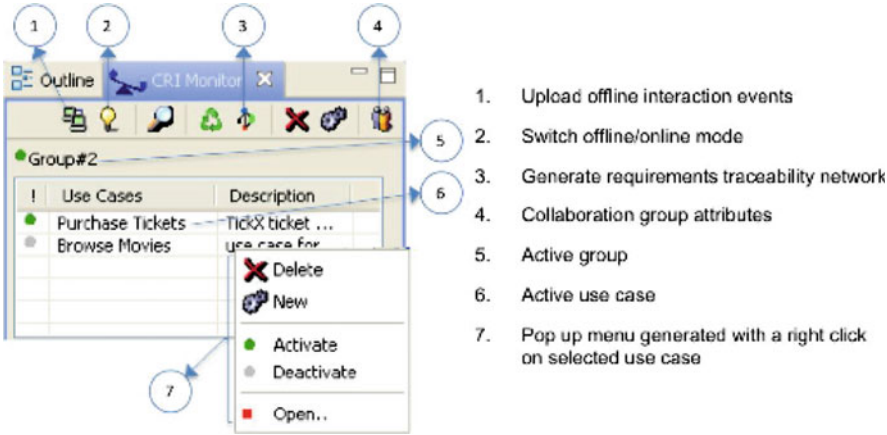 1
2
3
4
Outline
CRI Monitor
Group#2
5
! Use Cases Description
6
Purchase Tickets TickX ticket ...
Browse Movies use case for
Delete
New
Activate
Deactivate
Open..
7
1. Upload offline interaction events
2. Switch offline/online mode
3. Generate requirements traceability network
4. Collaboration group attributes
5. Active group
6. Active use case
7. Pop up menu generated with a right click
on selected use case